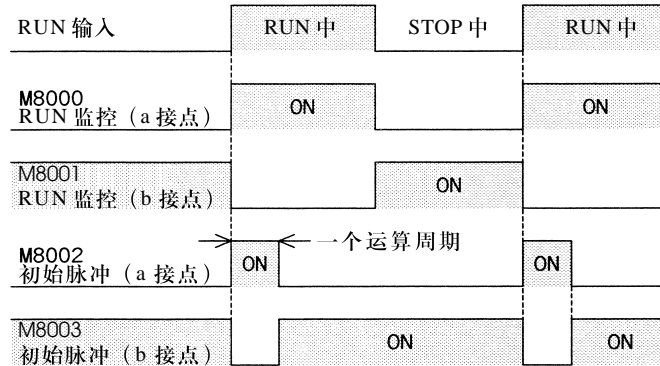 RUN 输入 RUN 中 STOP 中 RUN 中
M8000
RUN 监控（a 接点） ON ON
M8001
RUN 监控（b 接点） ON
M8002
初始脉冲（a 接点） ON 一个运算周期 ON
M8003
初始脉冲（b 接点） ON ON